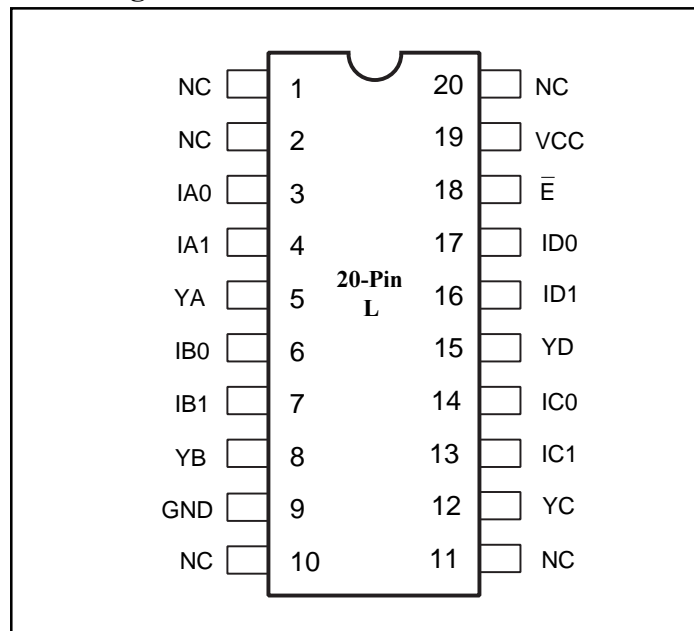 NC 1 20 NC
NC 2 19 VCC
IA0 3 18 E̅
IA1 4 17 ID0
20-Pin
YA 5 16 ID1
L
IB0 6 15 YD
IB1 7 14 IC0
YB 8 13 IC1
GND 9 12 YC
NC 10 11 NC